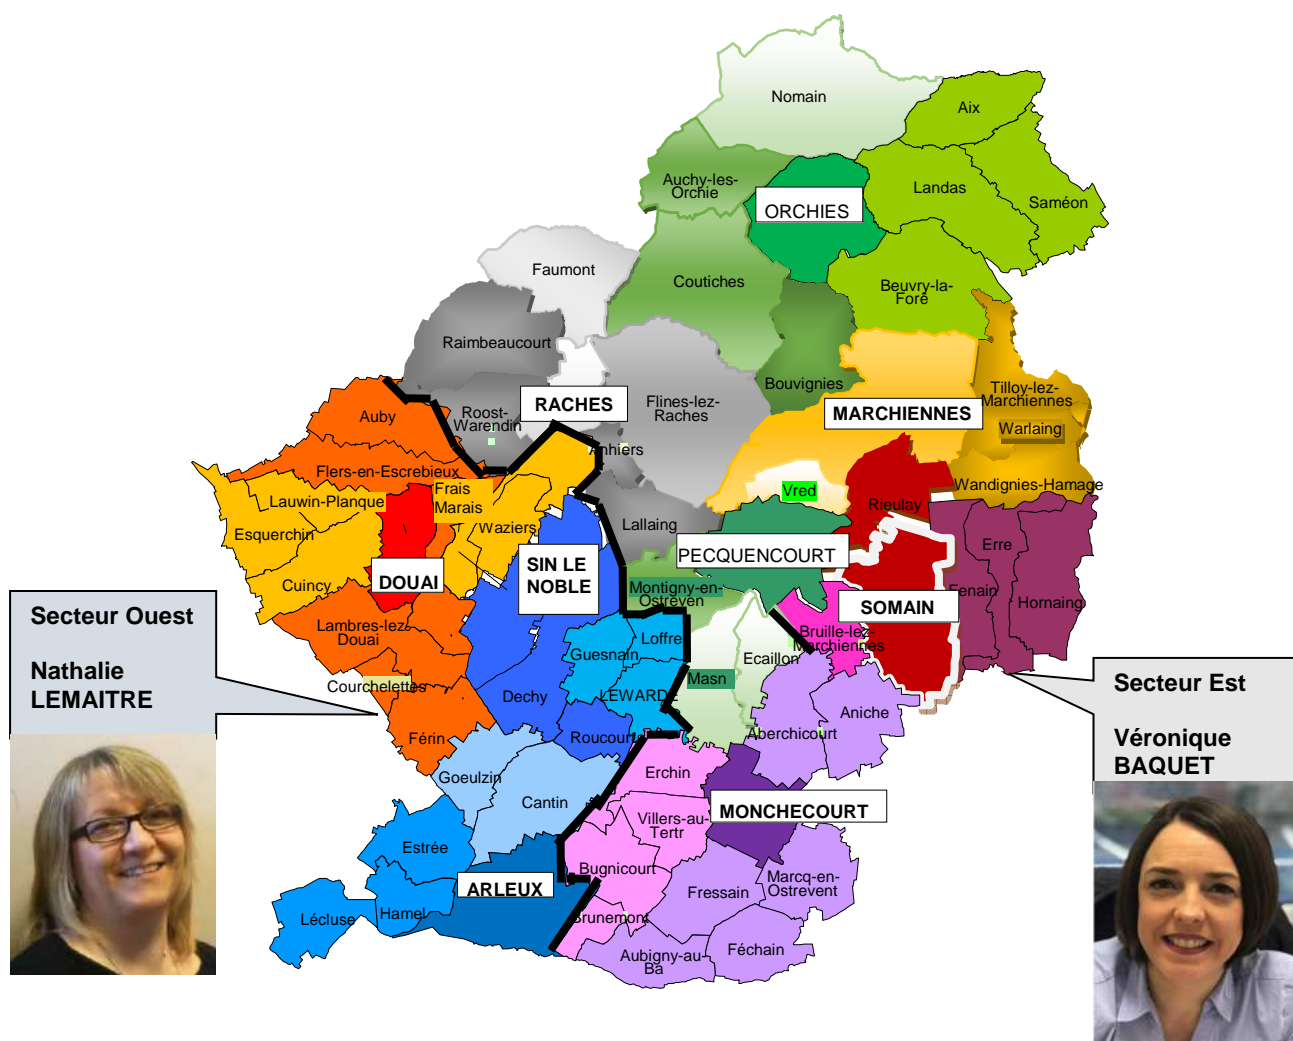 Nomain
Aix
Auchy-les-
Orchie
ORCHIES
Landas
Saméon
Faumont
Coutiches
Beuvry-la-
Foré
Raimbeaucourt
Bouvignies
Tilloy-lez-
Marchiennes
RACHES
Flines-lez-
Raches
MARCHIENNES
Auby
Roost-
Warendin
Warlaing
Anhiers
Flers-en-Escrebieux
Frais
Marais
Vred
Wandignies-Hamage
Lauwin-Planque
Rieulay
Waziers
Lallaing
Esquerchin
PECQUENCOURT
Erre
SIN LE
NOBLE
Cuincy
DOUAI
Montigny-en-
Ostreven
Fenain
Hornaing
SOMAIN
Secteur Ouest
Nathalie
LEMAITRE
Lambres-lez-
Douai
Loffre
Bruille-lez-
Marchiennes
Guesnain
Ecaillon
Masn
Courchelettes
Dechy
LEWARDE
Secteur Est
Véronique
BAQUET
Aniche
Férin
Roucourt
Aberchicourt
Goeulzin
Erchin
Cantin
MONCHECOURT
Villers-au-
Tertr
Estrée
Bugnicourt
Marcq-en-
Ostrevent
ARLEUX
Fressain
Lécluse
Hamel
Brunemont
Aubigny-au-
Ba
Féchain